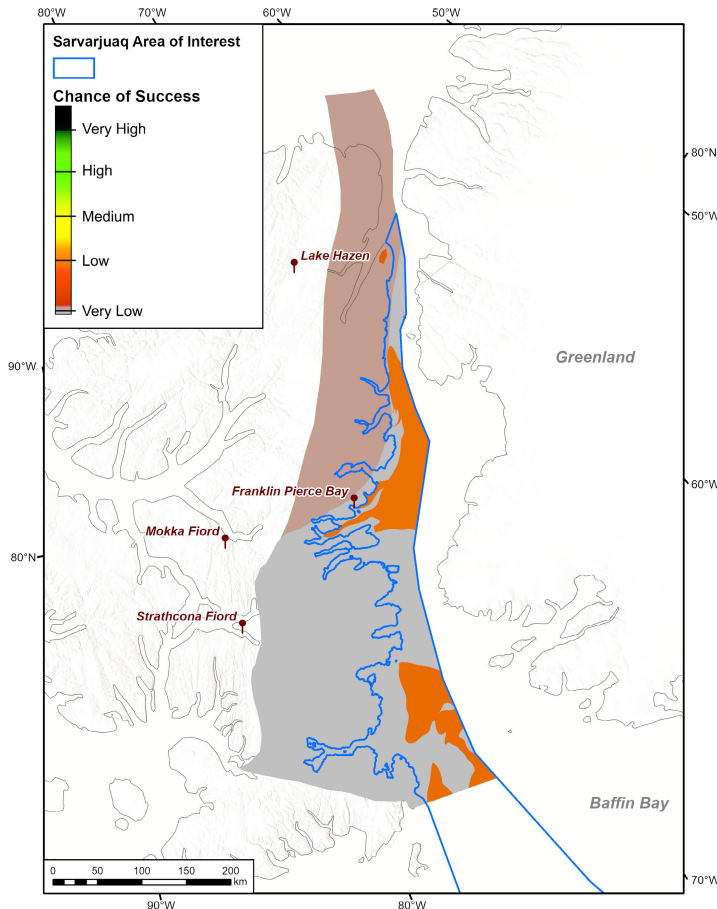 80°W
70°W
60°W
50°W
Sarvarjuaq Area of Interest
Chance of Success
Very High
High
Medium
Low
Very Low
80°N
50°W
Lake Hazen
Greenland
90°W
60°W
Franklin Pierce Bay
Mokka Fiord
80°N
Strathcona Fiord
Baffin Bay
0 50 100 150 200
km
70°W
90°W
80°W